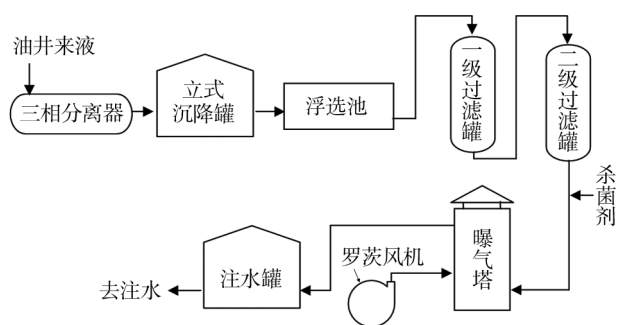 油井来液
三相分离器
立式
沉降罐
浮选池
一级过滤罐
二级过滤罐
杀菌剂
曝气塔
罗茨风机
注水罐
去注水